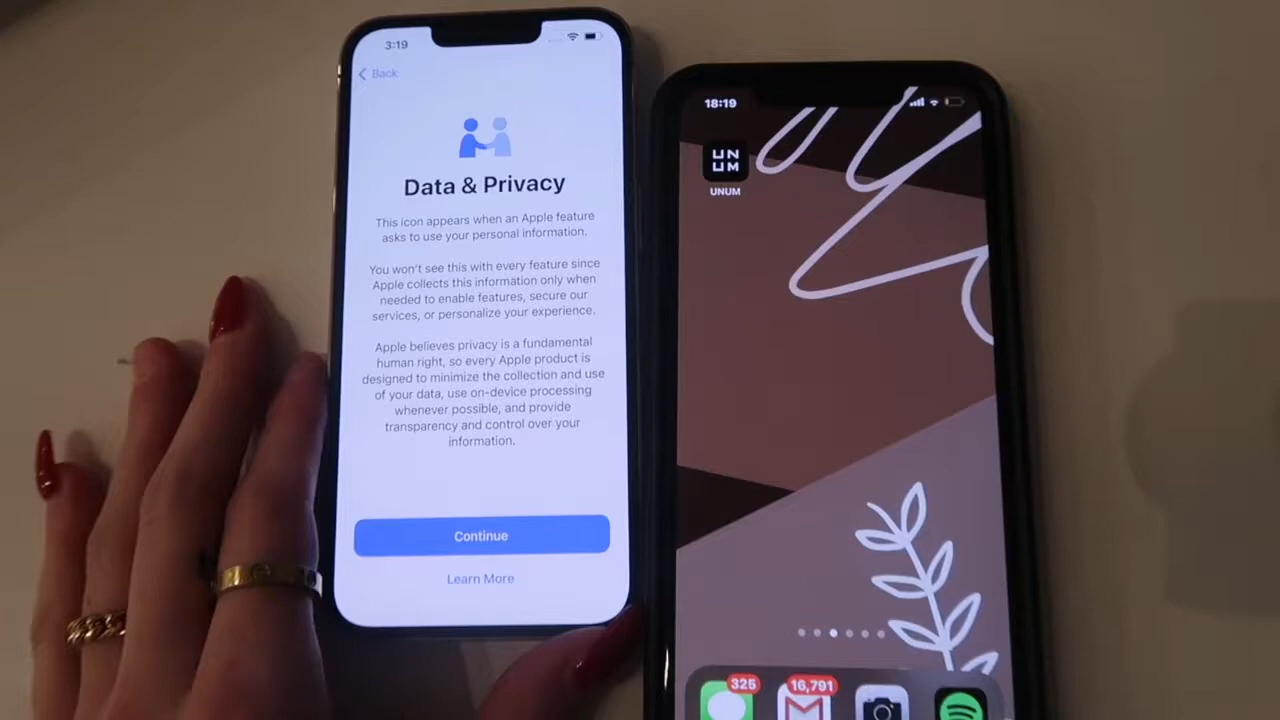 3:19
Back
Data & Privacy
This icon appears when an Apple feature
asks to use your personal information.
You won't see this with every feature since
Apple collects this information only when
needed to enable features, secure our
services, or personalize your experience.
Apple believes privacy is a fundamental
human right, so every Apple product is
designed to minimize the collection and use
of your data, use on-device processing
whenever possible, and provide
transparency and control over your
information.
Continue
Learn More
18:19
UN
UM
UNUM
325
16,791